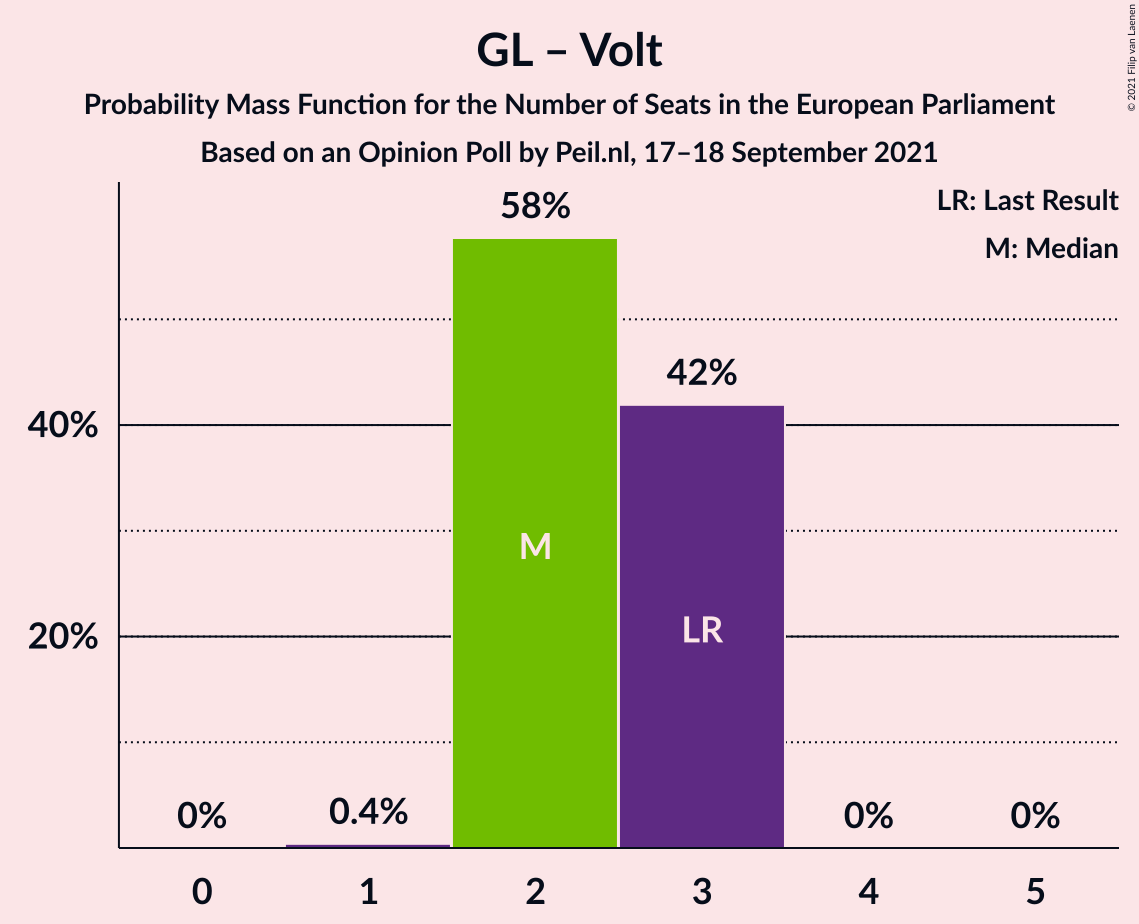 GL – Volt
Probability Mass Function for the Number of Seats in the European Parliament
Based on an Opinion Poll by Peil.nl, 17–18 September 2021
© 2021 Filip van Laenen
LR: Last Result
M: Median
58%
42%
40%
M
LR
20%
0%
0.4%
0%
0%
0
1
2
3
4
5